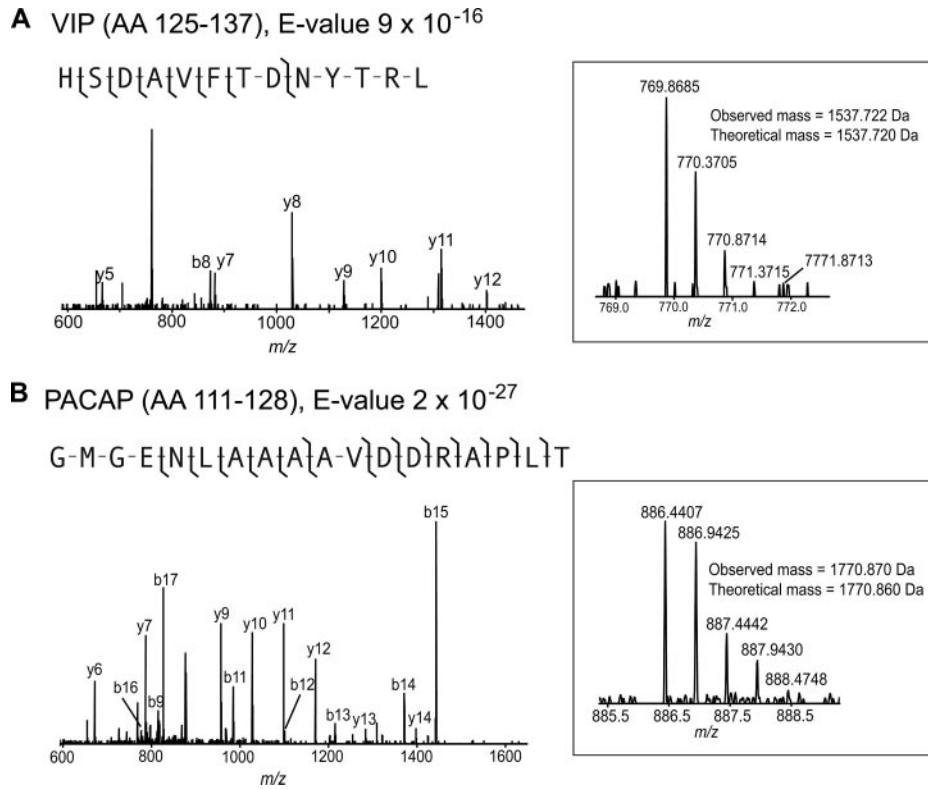 A VIP (AA 125-137), E-value 9 x 10-16
H S D A V F T - D N - Y - T - R - L
y5
b8
y7
y8
y9
y10
y11
y12
600 800 1000 1200 1400
m/z
769.8685
Observed mass = 1537.722 Da
Theoretical mass = 1537.720 Da
770.3705
770.8714
771.3715
7771.8713
769.0 770.0 771.0 772.0
m/z
B PACAP (AA 111-128), E-value 2 x 10-27
G - M - G - E N L A A A A - V D D R A P L T
b15
b17
y7
y9
y10
y11
y6
b16
b9
b11
b12
y12
b13
y13
b14
y14
600 800 1000 1200 1400 1600
m/z
886.4407
886.9425
Observed mass = 1770.870 Da
Theoretical mass = 1770.860 Da
887.4442
887.9430
888.4748
885.5 886.5 887.5 888.5
m/z